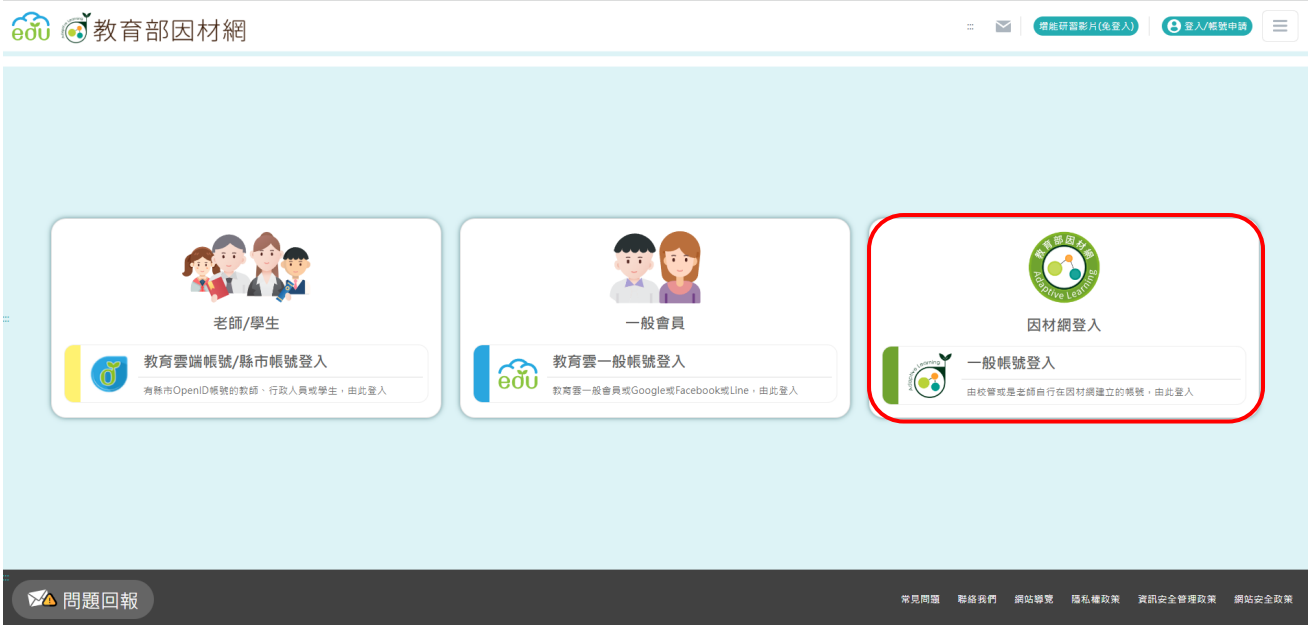 edu 教育部因材網
增能研習影片(免登入)
登入/帳號申請
老師/學生
教育雲端帳號/縣市帳號登入
有縣市OpenID帳號的教師、行政人員或學生，由此登入
一般會員
edu
教育雲一般帳號登入
教育雲一般會員或Google或Facebook或Line，由此登入
教育部因材網
Adaptive Learning
因材網登入
Adaptive Learning
一般帳號登入
由校管或是老師自行在因材網建立的帳號，由此登入
問題回報
常見問題 聯絡我們 網站導覽 隱私權政策 資訊安全管理政策 網站安全政策